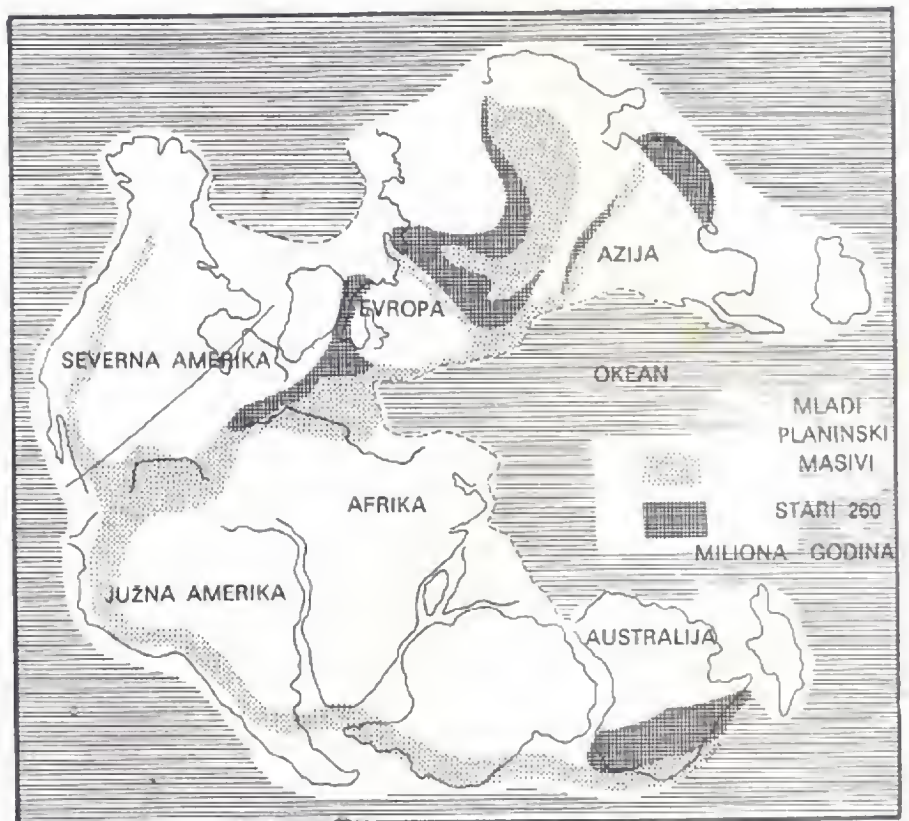 AZIJA
EVROPA
SEVERNA AMERIKA
OKEAN
MLADI
PLANINSKI
MASIVI
AFRIKA
STARI 260
MILIONA GODINA
JUŽNA AMERIKA
AUSTRALIJA